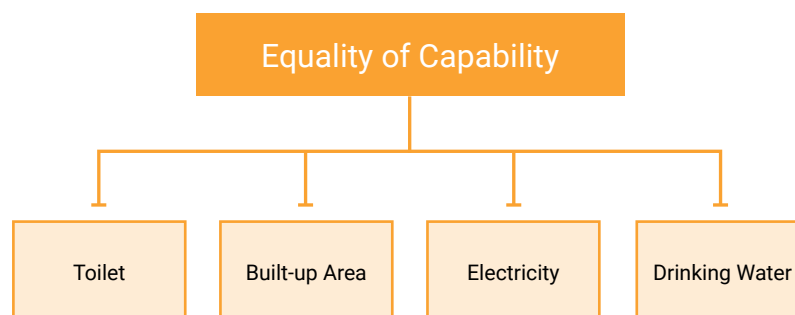 Equality of Capability
Toilet
Built-up Area
Electricity
Drinking Water